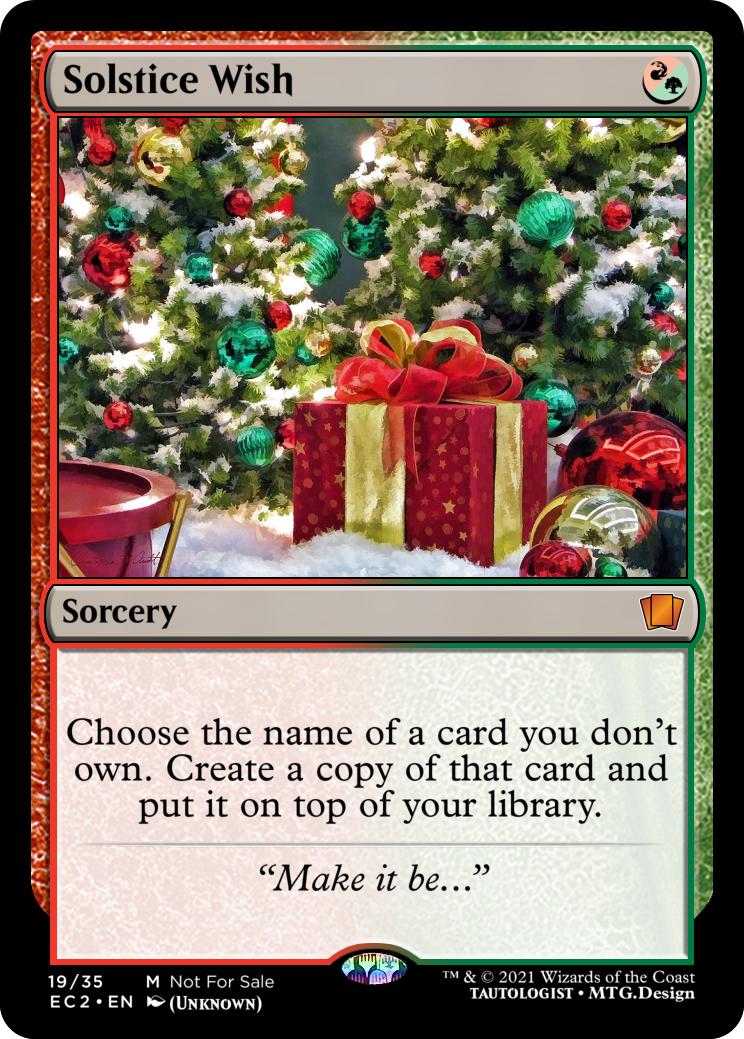 Solstice Wish
Sorcery
Choose the name of a card you don’t
own. Create a copy of that card and
put it on top of your library.
“Make it be...”
19/35 M Not For Sale
EC2 • EN (UNKNOWN)
™ & © 2021 Wizards of the Coast
TAUTOLOGIST • MTG.Design